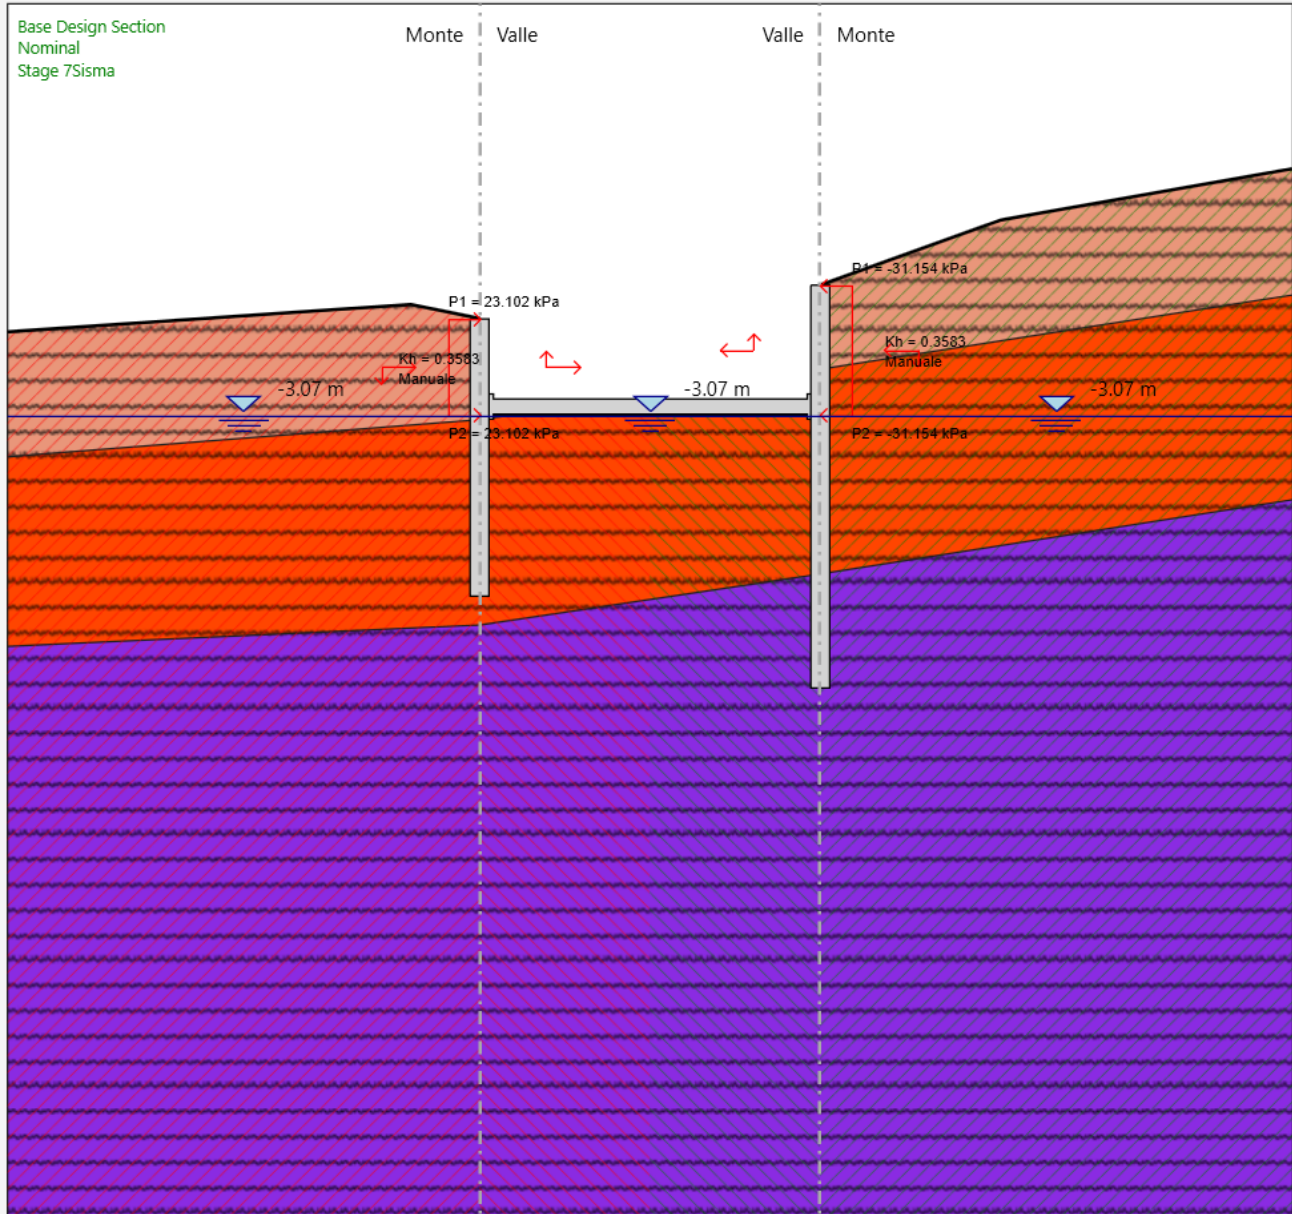 Base Design Section
Nominal
Stage 7Sisma
Monte
Valle
Valle
Monte
P1 = -31.154 kPa
P1 = 23.102 kPa
Kh = 0.3583
Manuale
Kh = 0.3583
Manuale
-3.07 m
-3.07 m
-3.07 m
P2 = 23.102 kPa
P2 = -31.154 kPa